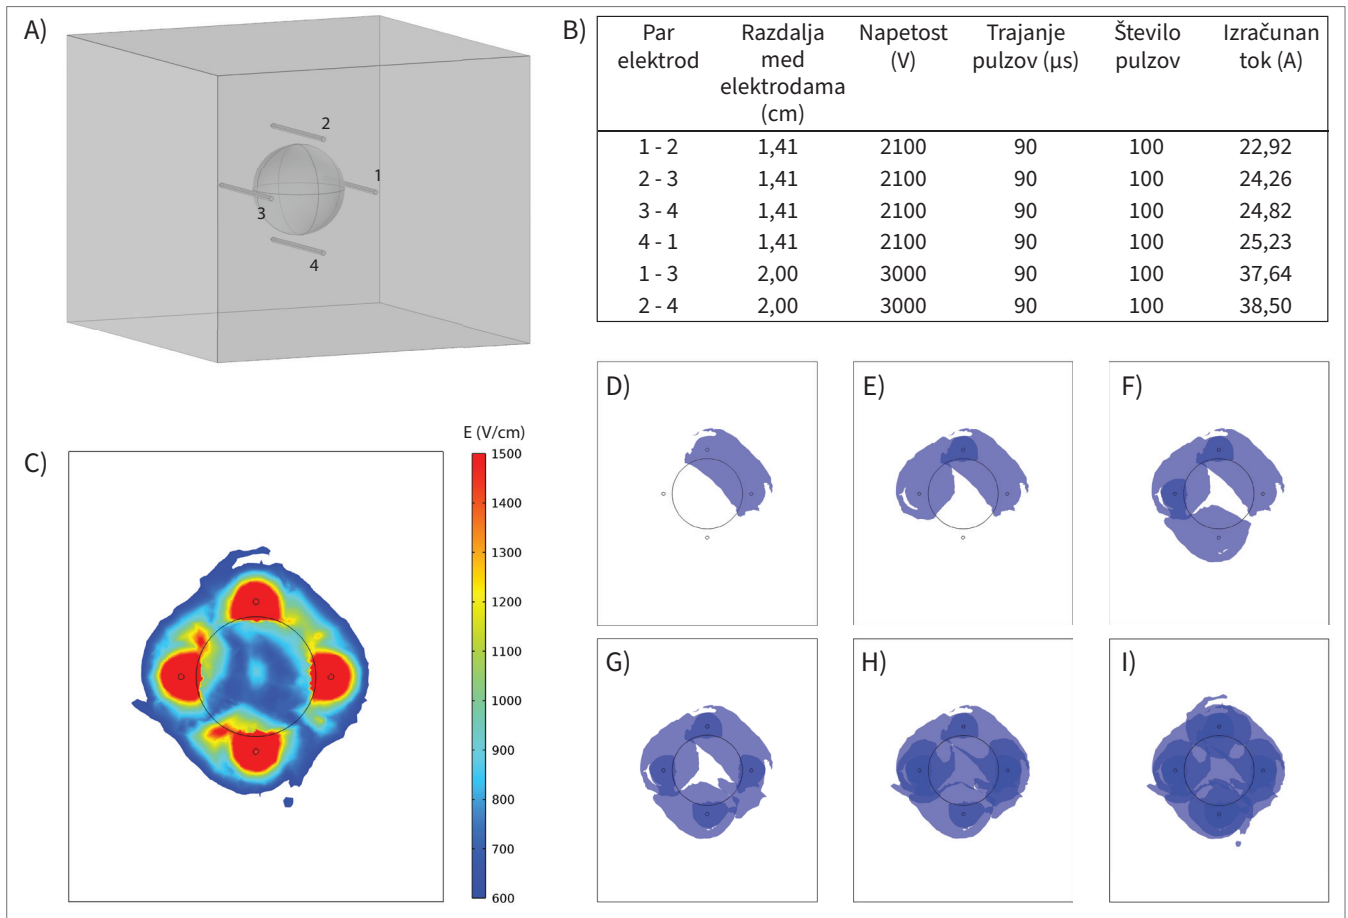 A)
2
1
3
4
B)
Par elektrod Razdalja med elektrodama (cm) Napetost (V) Trajanje pulzov (µs) Število pulzov Izračunan tok (A)
1 - 2 1,41 2100 90 100 22,92
2 - 3 1,41 2100 90 100 24,26
3 - 4 1,41 2100 90 100 24,82
4 - 1 1,41 2100 90 100 25,23
1 - 3 2,00 3000 90 100 37,64
2 - 4 2,00 3000 90 100 38,50
C)
E (V/cm)
1500
1400
1300
1200
1100
1000
900
800
700
600
D)
E)
F)
G)
H)
I)